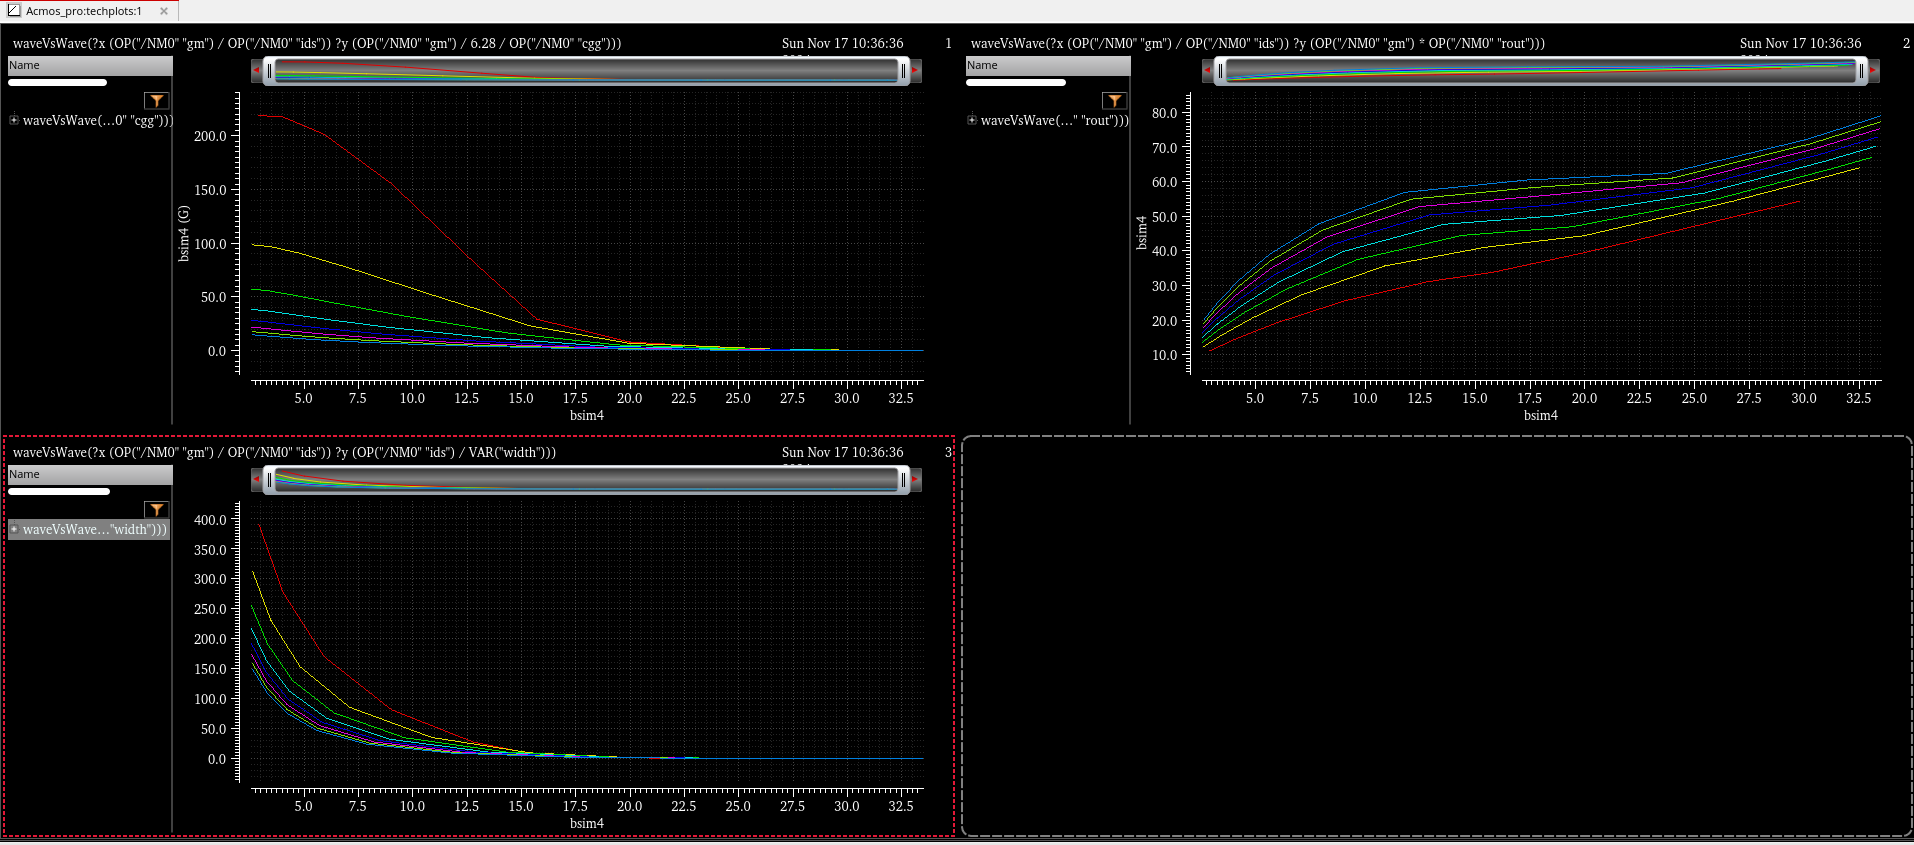 Acmos_pro:techplots:1
waveVsWave(?x (OP("/NM0" "gm") / OP("/NM0" "ids")) ?y (OP("/NM0" "gm") / 6.28 / OP("/NM0" "cgg")))
Sun Nov 17 10:36:36
1
Name
waveVsWave(...0" "cgg")))
bsim4 (G)
200.0
150.0
100.0
50.0
0.0
5.0 7.5 10.0 12.5 15.0 17.5 20.0 22.5 25.0 27.5 30.0 32.5
bsim4
waveVsWave(?x (OP("/NM0" "gm") / OP("/NM0" "ids")) ?y (OP("/NM0" "gm") * OP("/NM0" "rout")))
Sun Nov 17 10:36:36
2
Name
waveVsWave(..." "rout")))
bsim4
80.0
70.0
60.0
50.0
40.0
30.0
20.0
10.0
5.0 7.5 10.0 12.5 15.0 17.5 20.0 22.5 25.0 27.5 30.0 32.5
bsim4
waveVsWave(?x (OP("/NM0" "gm") / OP("/NM0" "ids")) ?y (OP("/NM0" "ids") / VAR("width")))
Sun Nov 17 10:36:36
3
Name
waveVsWave..."width")))
400.0
350.0
300.0
250.0
200.0
150.0
100.0
50.0
0.0
5.0 7.5 10.0 12.5 15.0 17.5 20.0 22.5 25.0 27.5 30.0 32.5
bsim4